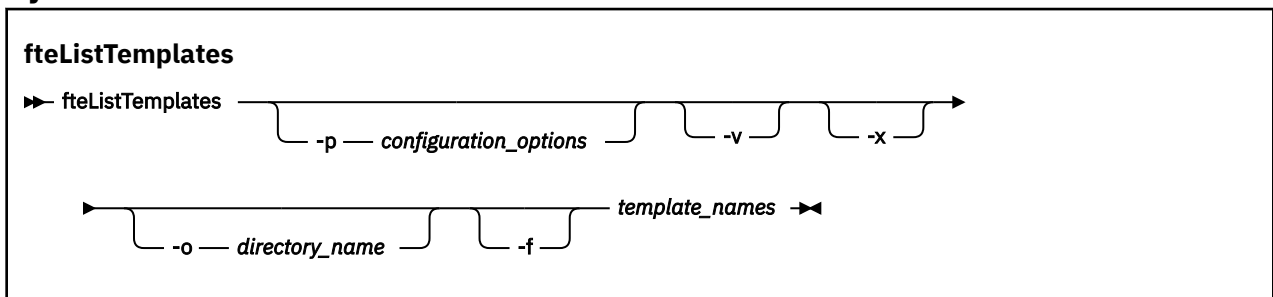 fteListTemplates
fteListTemplates
-p configuration_options -v -x
template_names
-o directory_name -f